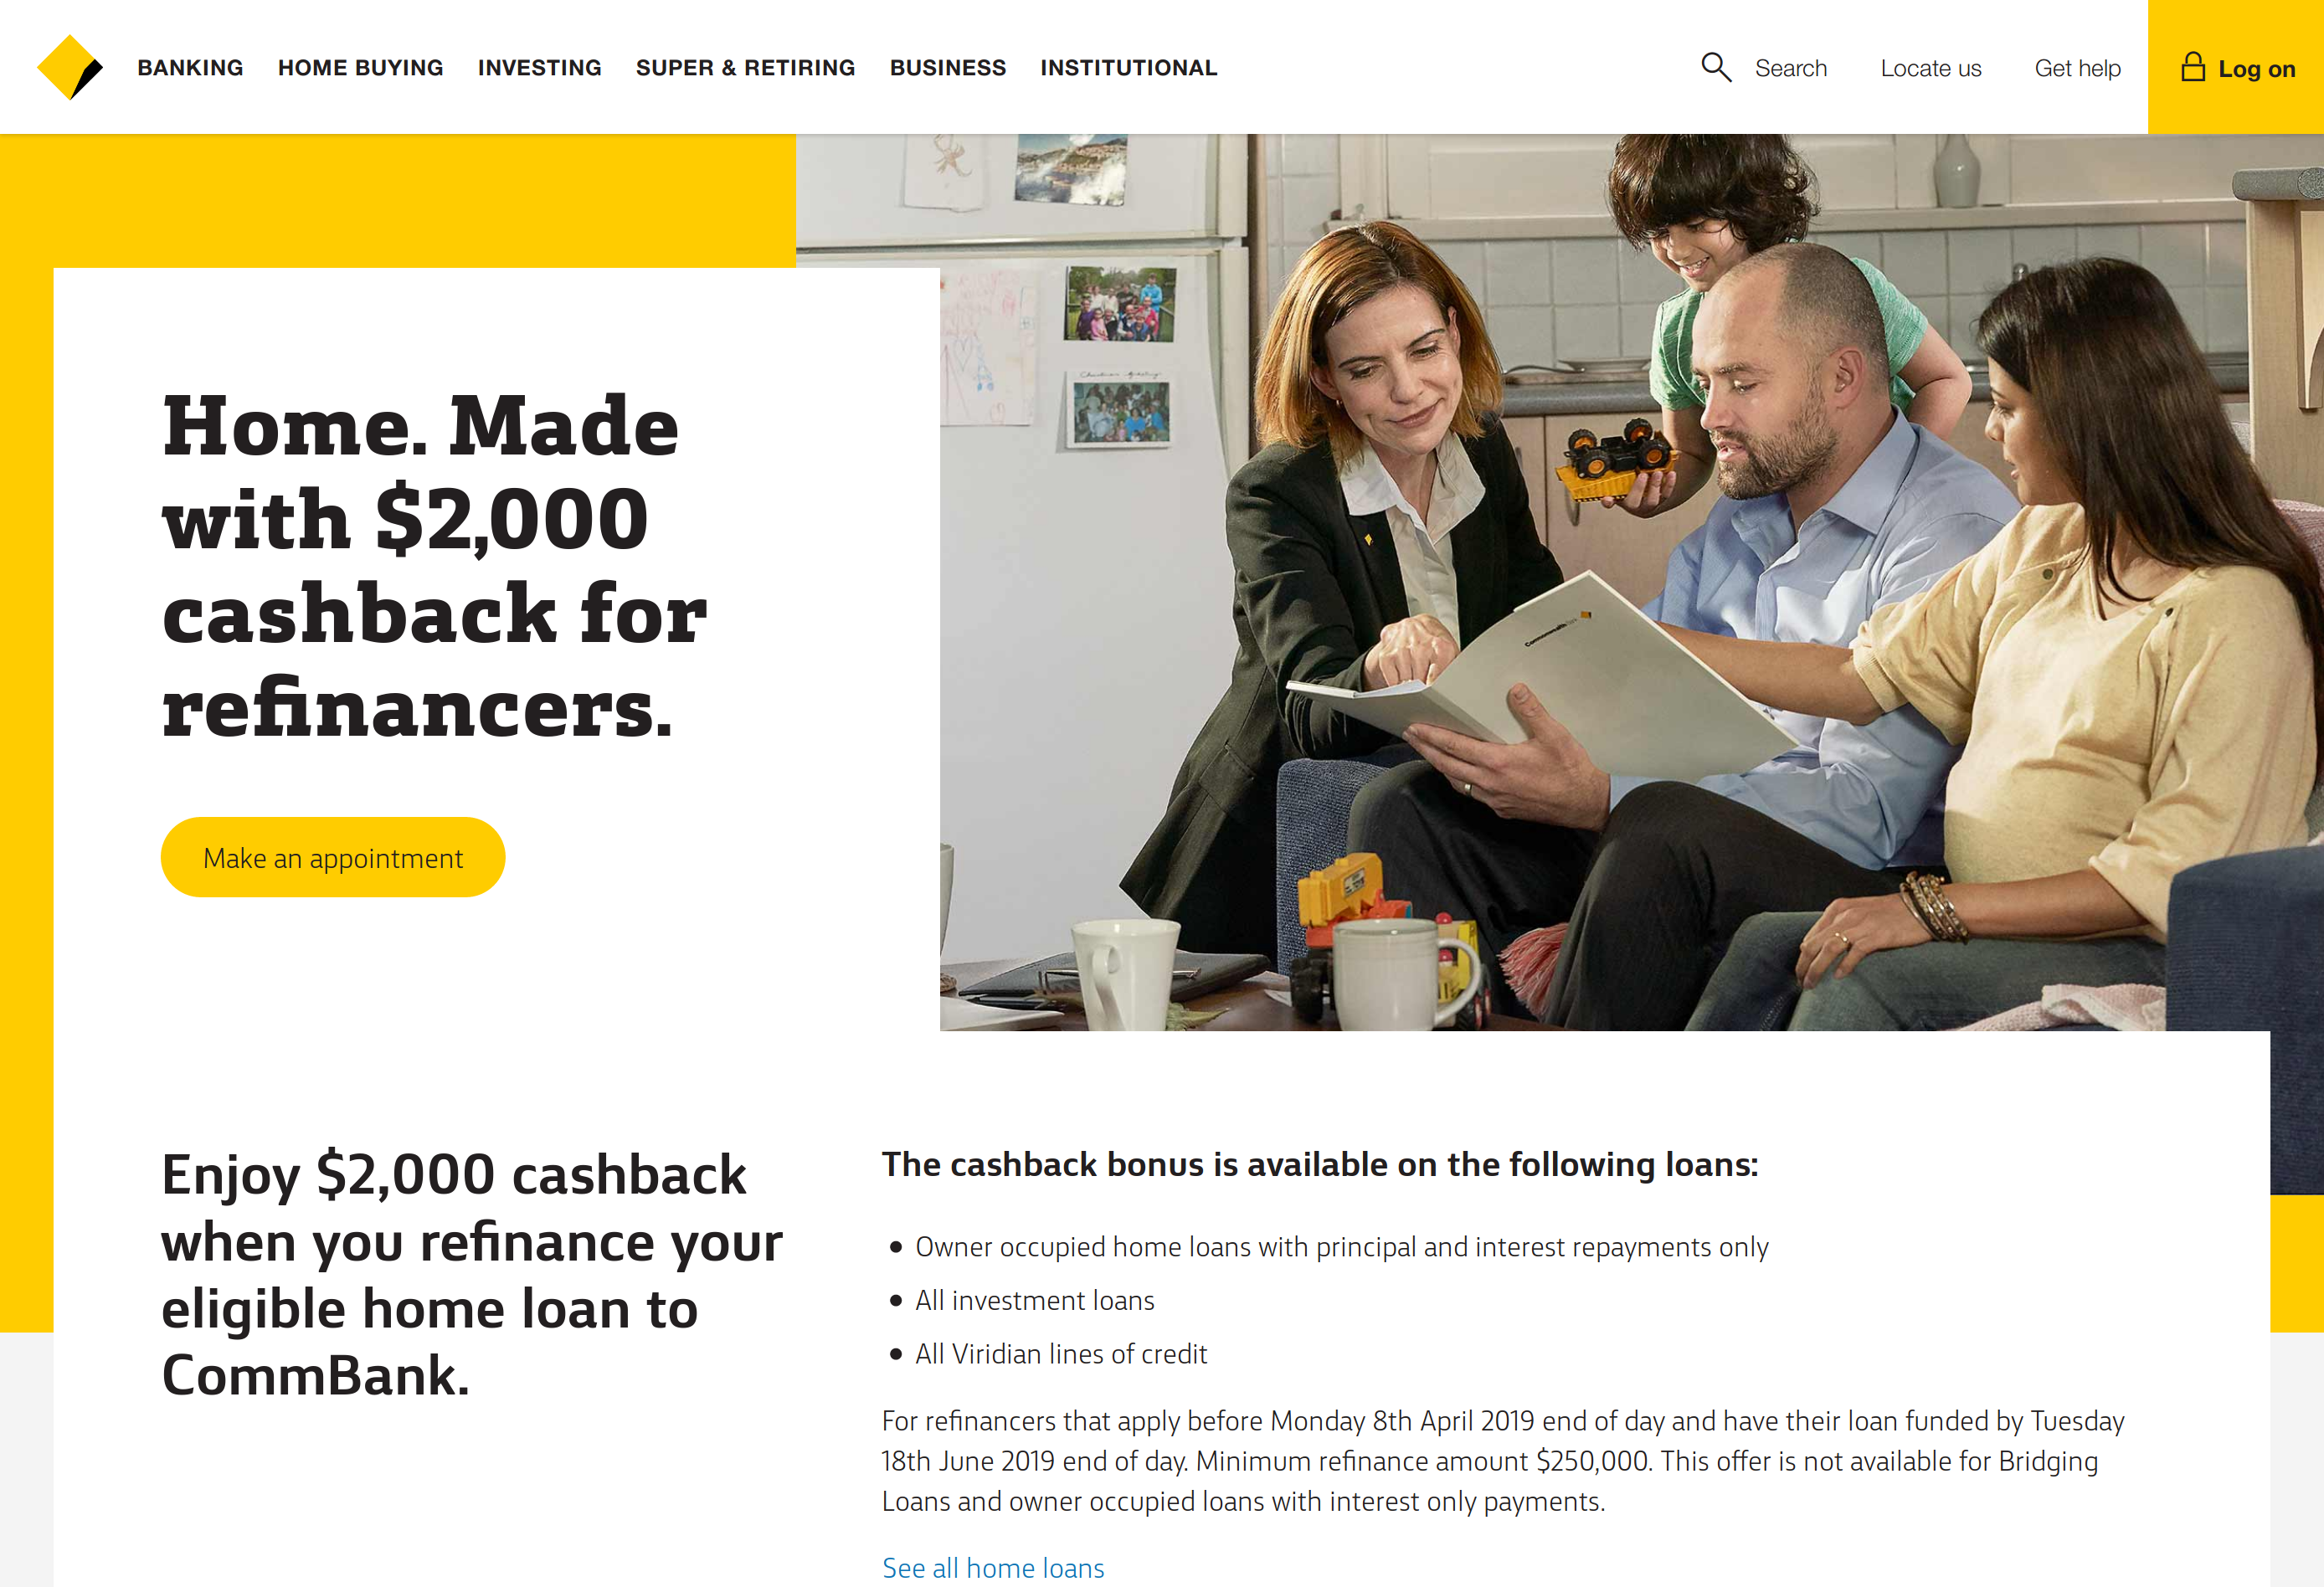 BANKING HOME BUYING INVESTING SUPER & RETIRING BUSINESS INSTITUTIONAL Search Locate us Get help Log on
Home. Made
with $2,000
cashback for
refinancers.
Make an appointment
CommonwealthBank
Enjoy $2,000 cashback
when you refinance your
eligible home loan to
CommBank.
The cashback bonus is available on the following loans:
• Owner occupied home loans with principal and interest repayments only
• All investment loans
• All Viridian lines of credit
For refinancers that apply before Monday 8th April 2019 end of day and have their loan funded by Tuesday
18th June 2019 end of day. Minimum refinance amount $250,000. This offer is not available for Bridging
Loans and owner occupied loans with interest only payments.
See all home loans